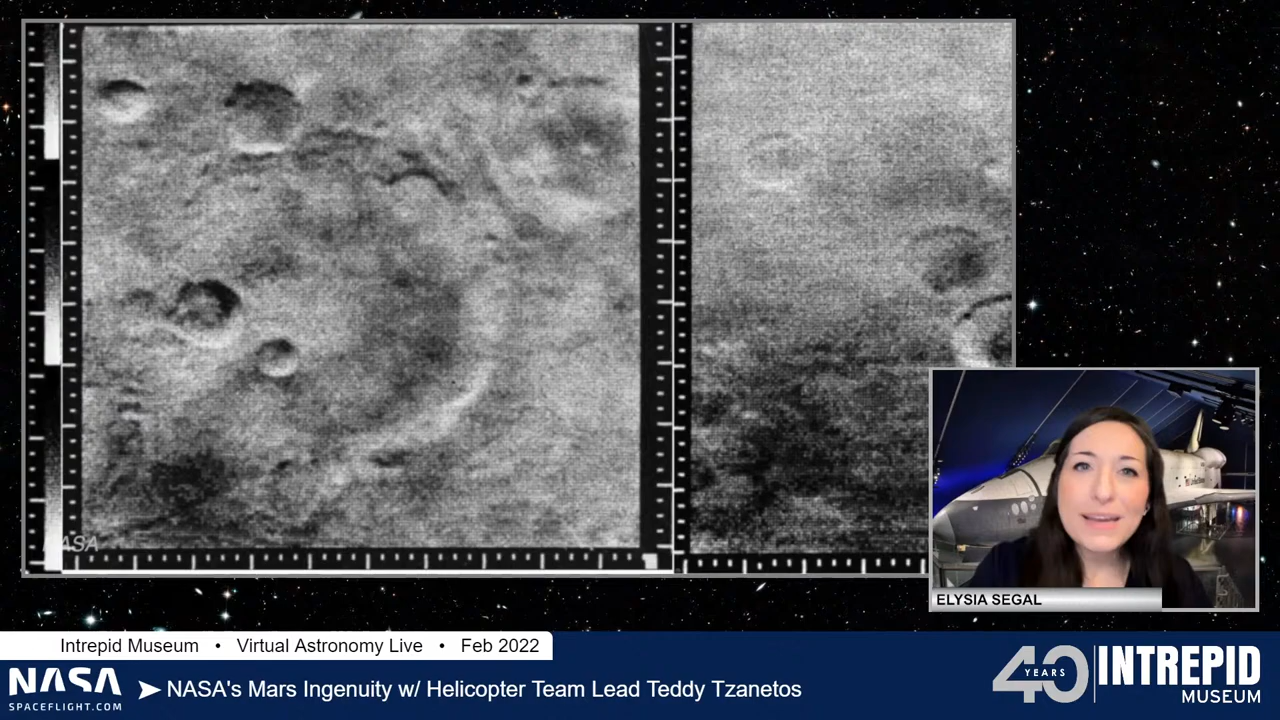 NASA
ELYSIA SEGAL
Intrepid Museum • Virtual Astronomy Live • Feb 2022
NASA
SPACEFLIGHT.COM
NASA's Mars Ingenuity w/ Helicopter Team Lead Teddy Tzanetos
40
YEARS
INTREPID
MUSEUM